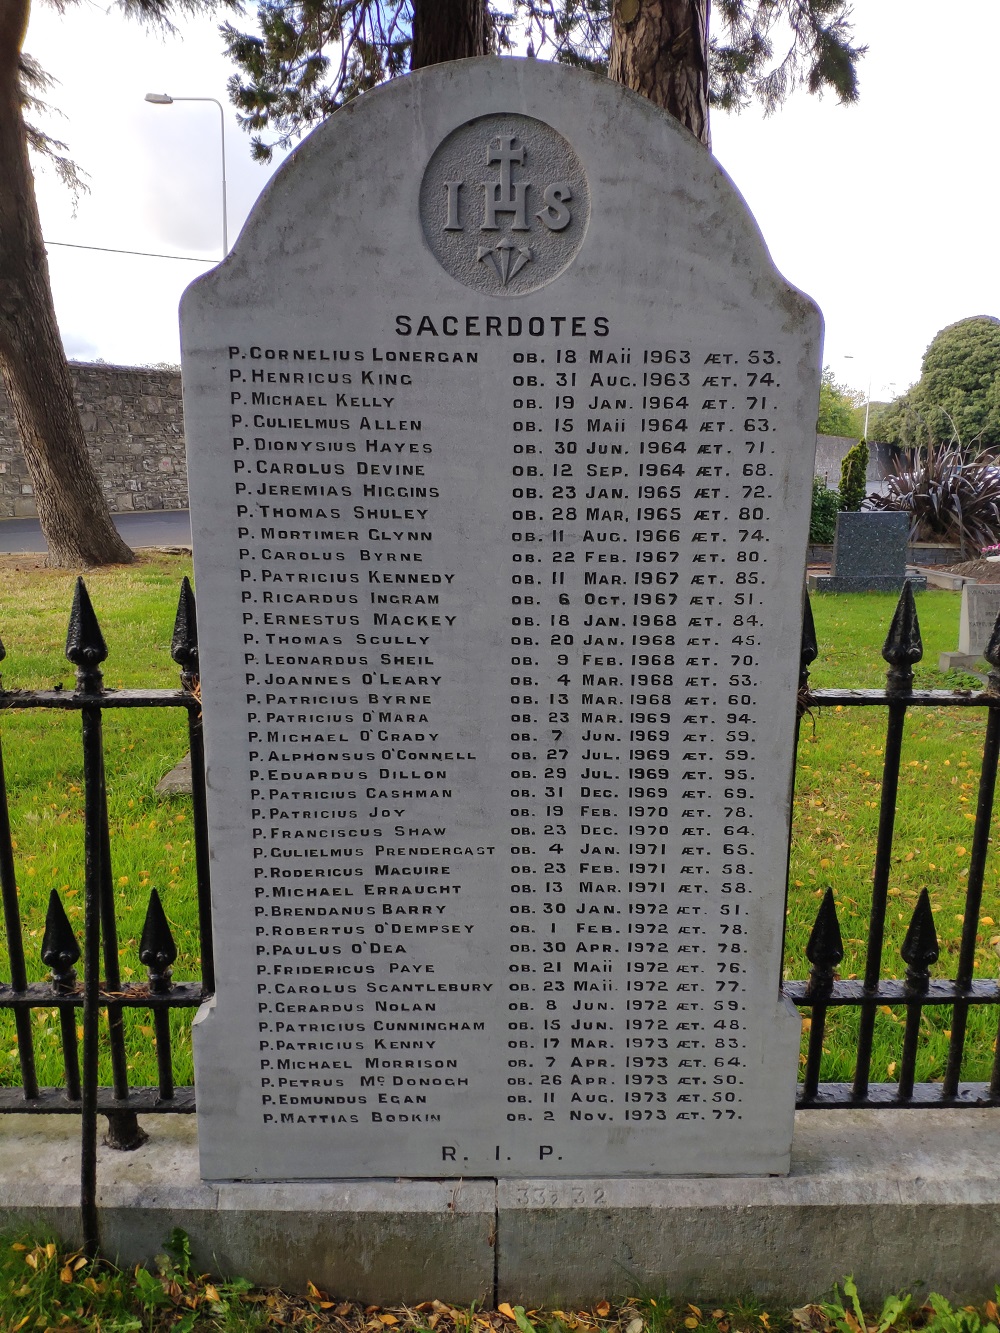 IHS
SACERDOTES
P. CORNELIUS LONERGAN OB. 18 MAII 1963 ÆT. 53.
P. HENRICUS KING OB. 31 AUG. 1963 ÆT. 74.
P. MICHAEL KELLY OB. 19 JAN. 1964 ÆT. 71.
P. GULIELMUS ALLEN OB. 15 MAII 1964 ÆT. 63.
P. DIONYSIUS HAYES OB. 30 JUN. 1964 ÆT. 71.
P. CAROLUS DEVINE OB. 12 SEP. 1964 ÆT. 68.
P. JEREMIAS HIGGINS OB. 23 JAN. 1965 ÆT. 72.
P. THOMAS SHULEY OB. 28 MAR, 1965 ÆT. 80.
P. MORTIMER GLYNN OB. 11 AUG. 1966 ÆT. 74.
P. CAROLUS BYRNE OB. 22 FEB. 1967 ÆT. 80.
P. PATRICIUS KENNEDY OB. 11 MAR. 1967 ÆT. 85.
P. RICARDUS INGRAM OB. 6 OCT. 1967 ÆT. 51.
P. ERNESTUS MACKEY OB. 18 JAN. 1968 ÆT. 84.
P. THOMAS SCULLY OB. 20 JAN. 1968 ÆT. 45.
P. LEONARDUS SHEIL OB. 9 FEB. 1968 ÆT. 70.
P. JOANNES O'LEARY OB. 4 MAR. 1968 ÆT. 53.
P. PATRICIUS BYRNE OB. 13 MAR. 1968 ÆT. 60.
P. PATRICIUS O'MARA OB. 23 MAR. 1969 ÆT. 94.
P. MICHAEL O'GRADY OB. 7 JUN. 1969 ÆT. 59.
P. ALPHONSUS O'CONNELL OB. 27 JUL. 1969 ÆT. 59.
P. EDUARDUS DILLON OB. 29 JUL. 1969 ÆT. 95.
P. PATRICIUS CASHMAN OB. 31 DEC. 1969 ÆT. 69.
P. PATRICIUS JOY OB. 19 FEB. 1970 ÆT. 78.
P. FRANCISCUS SHAW OB. 23 DEC. 1970 ÆT. 64.
P. GULIELMUS PRENDERGAST OB. 4 JAN. 1971 ÆT. 65.
P. RODERICUS MAGUIRE OB. 23 FEB. 1971 ÆT. 58.
P. MICHAEL ERRAUGHT OB. 13 MAR. 1971 ÆT. 58.
P. BRENDANUS BARRY OB. 30 JAN. 1972 ÆT. 51.
P. ROBERTUS O'DEMPSEY OB. 1 FEB. 1972 ÆT. 78.
P. PAULUS O'DEA OB. 30 APR. 1972 ÆT. 78.
P. FRIDERICUS PAYE OB. 21 MAII 1972 ÆT. 76.
P. CAROLUS SCANTLEBURY OB. 23 MAII 1972 ÆT. 77.
P. GERARDUS NOLAN OB. 8 JUN. 1972 ÆT. 59.
P. PATRICIUS CUNNINGHAM OB. 15 JUN. 1972 ÆT. 48.
P. PATRICIUS KENNY OB. 17 MAR. 1973 ÆT. 83.
P. MICHAEL MORRISON OB. 7 APR. 1973 ÆT. 64.
P. PETRUS MCDONOGH OB. 26 APR. 1973 ÆT. 50.
P. EDMUNDUS EGAN OB. 11 AUG. 1973 ÆT. 50.
P. MATTIAS BODKIN OB. 2 NOV. 1973 ÆT. 77.
R. I. P.